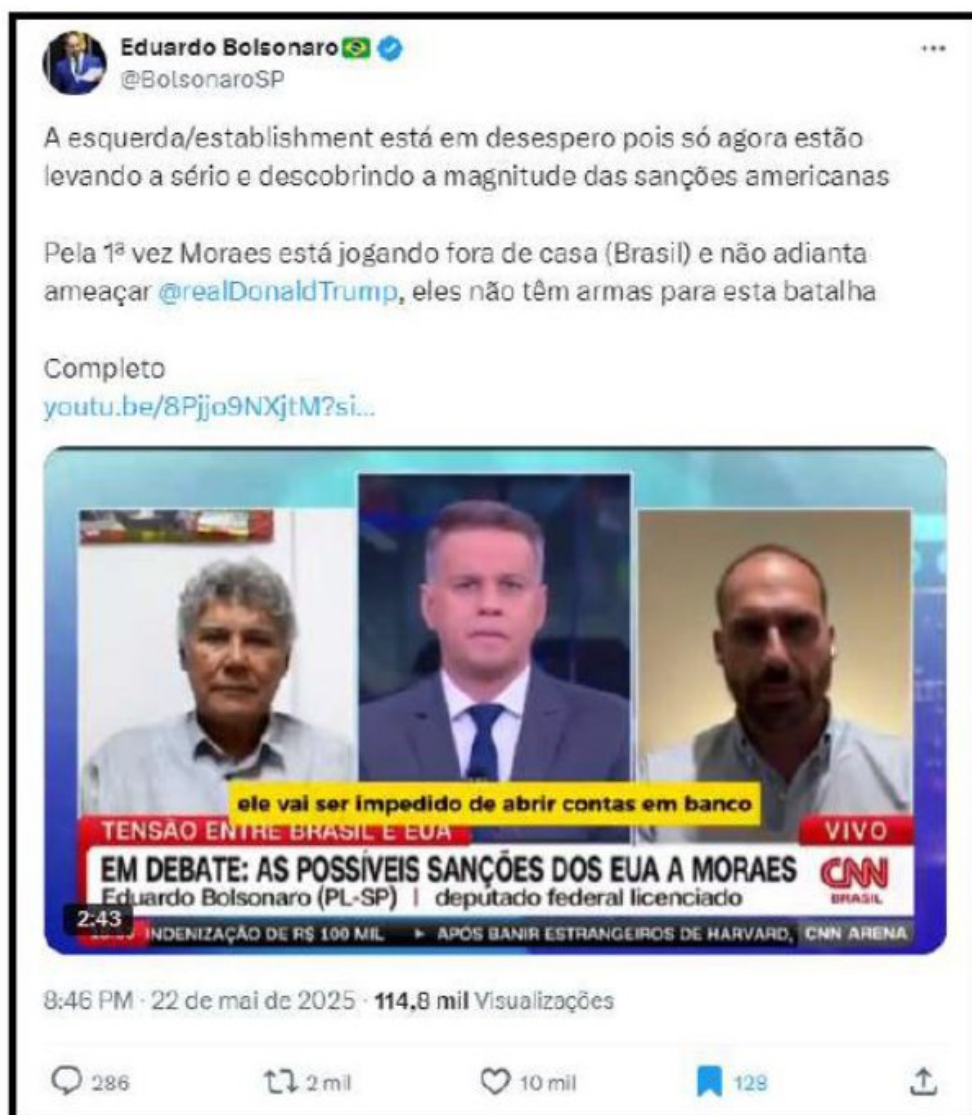 Eduardo Bolsonaro
@BolsonaroSP
A esquerda/establishment está em desespero pois só agora estão
levando a sério e descobrindo a magnitude das sanções americanas
Pela 1ª vez Moraes está jogando fora de casa (Brasil) e não adianta
ameaçar @realDonaldTrump, eles não têm armas para esta batalha
Completo
youtu.be/8Pjjo9NXjtM?si...
ele vai ser impedido de abrir contas em banco
TENSÃO ENTRE BRASIL E EUA
VIVO
EM DEBATE: AS POSSÍVEIS SANÇÕES DOS EUA A MORAES
CNN
BRASIL
Eduardo Bolsonaro (PL-SP) | deputado federal licenciado
2:43
INDENIZAÇÃO DE R$ 100 MIL ► APÓS BANIR ESTRANGEIROS DE HARVARD, CNN ARENA
8:46 PM · 22 de mai de 2025 · 114,8 mil Visualizações
286 2 mil 10 mil 128